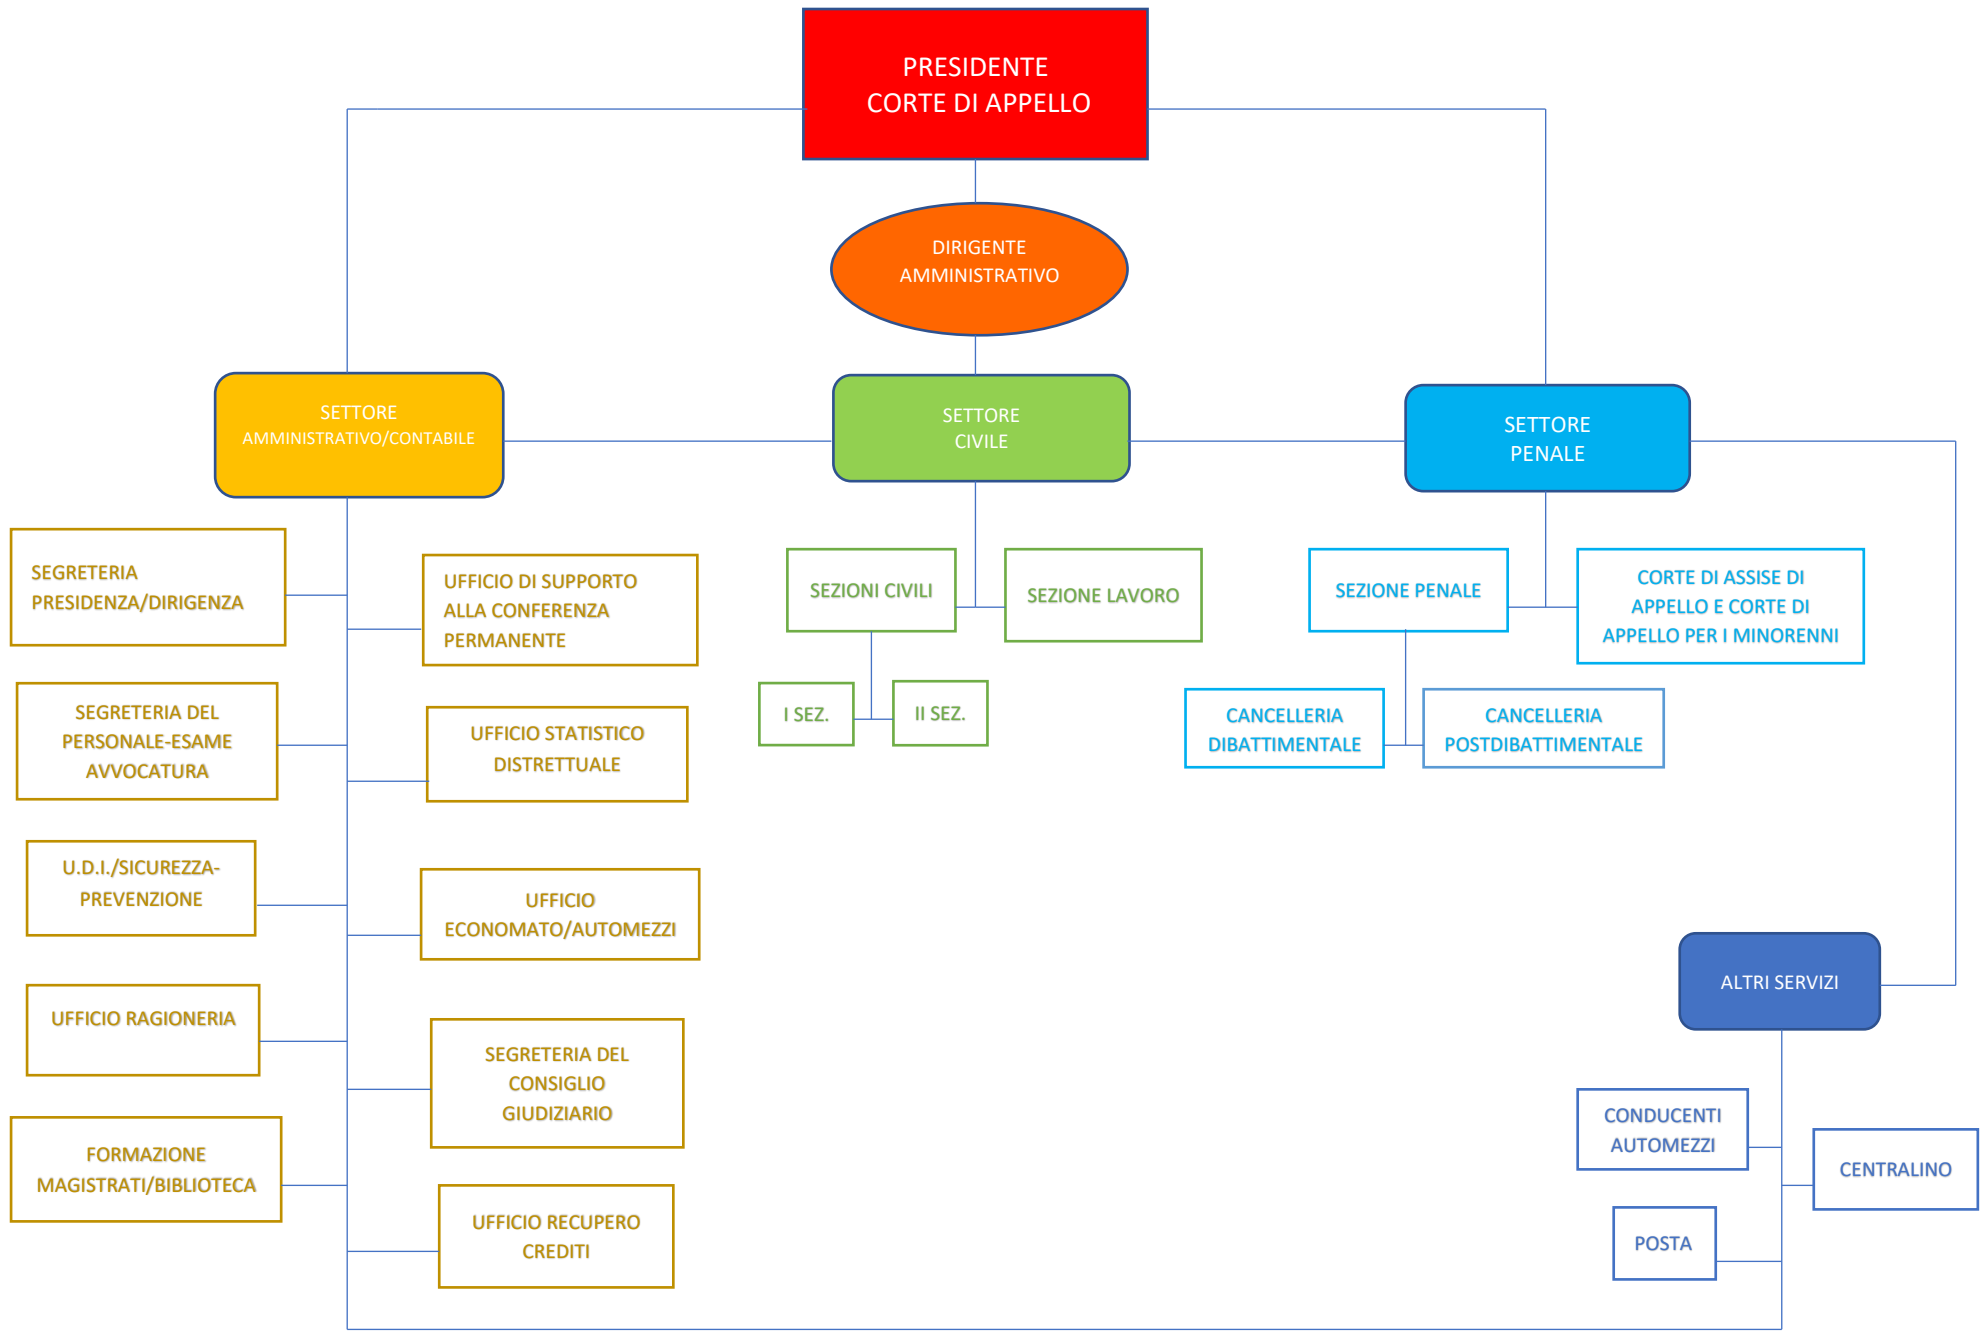 PRESIDENTE
CORTE DI APPELLO
DIRIGENTE
AMMINISTRATIVO
SETTORE
AMMINISTRATIVO/CONTABILE
SETTORE
CIVILE
SETTORE
PENALE
SEGRETERIA
PRESIDENZA/DIRIGENZA
UFFICIO DI SUPPORTO
ALLA CONFERENZA
PERMANENTE
SEGRETERIA DEL
PERSONALE-ESAME
AVVOCATURA
UFFICIO STATISTICO
DISTRETTUALE
U.D.I./SICUREZZA-
PREVENZIONE
UFFICIO
ECONOMATO/AUTOMEZZI
UFFICIO RAGIONERIA
SEGRETERIA DEL
CONSIGLIO
GIUDIZIARIO
FORMAZIONE
MAGISTRATI/BIBLIOTECA
UFFICIO RECUPERO
CREDITI
SEZIONI CIVILI
SEZIONE LAVORO
I SEZ.
II SEZ.
SEZIONE PENALE
CORTE DI ASSISE DI
APPELLO E CORTE DI
APPELLO PER I MINORENNI
CANCELLERIA
DIBATTIMENTALE
CANCELLERIA
POSTDIBATTIMENTALE
ALTRI SERVIZI
CONDUCENTI
AUTOMEZZI
CENTRALINO
POSTA